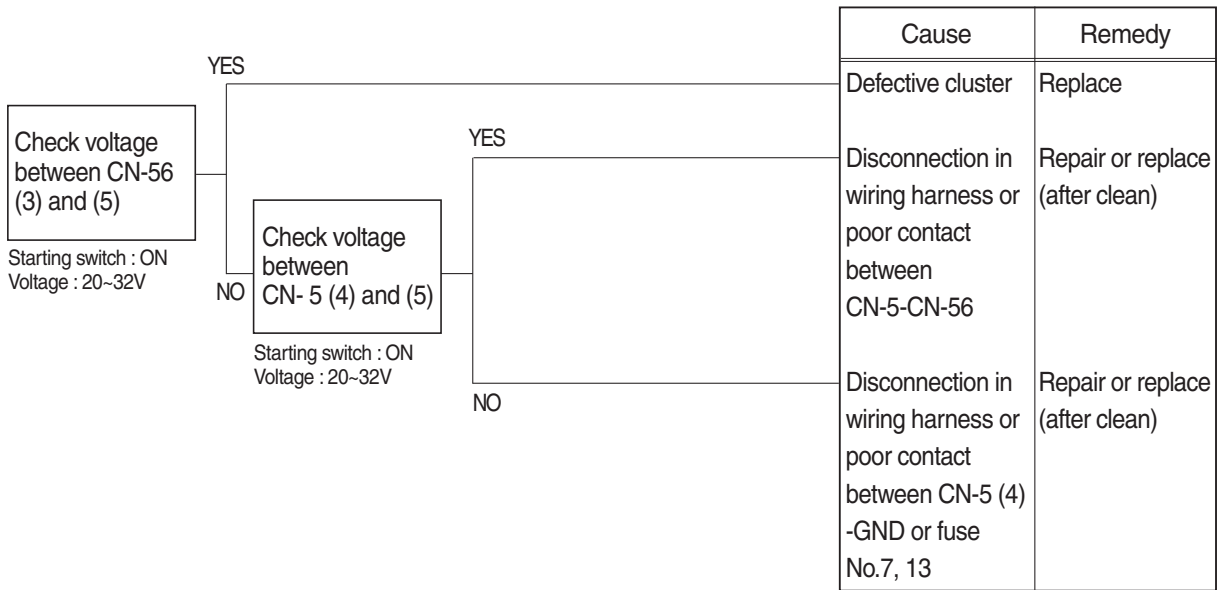 Cause
Remedy
YES
Defective cluster
Replace
Check voltage
between CN-56
(3) and (5)
Starting switch : ON
Voltage : 20~32V
YES
Disconnection in
wiring harness or
poor contact
between
CN-5-CN-56
Repair or replace
(after clean)
NO
Check voltage
between
CN- 5 (4) and (5)
Starting switch : ON
Voltage : 20~32V
NO
Disconnection in
wiring harness or
poor contact
between CN-5 (4)
-GND or fuse
No.7, 13
Repair or replace
(after clean)